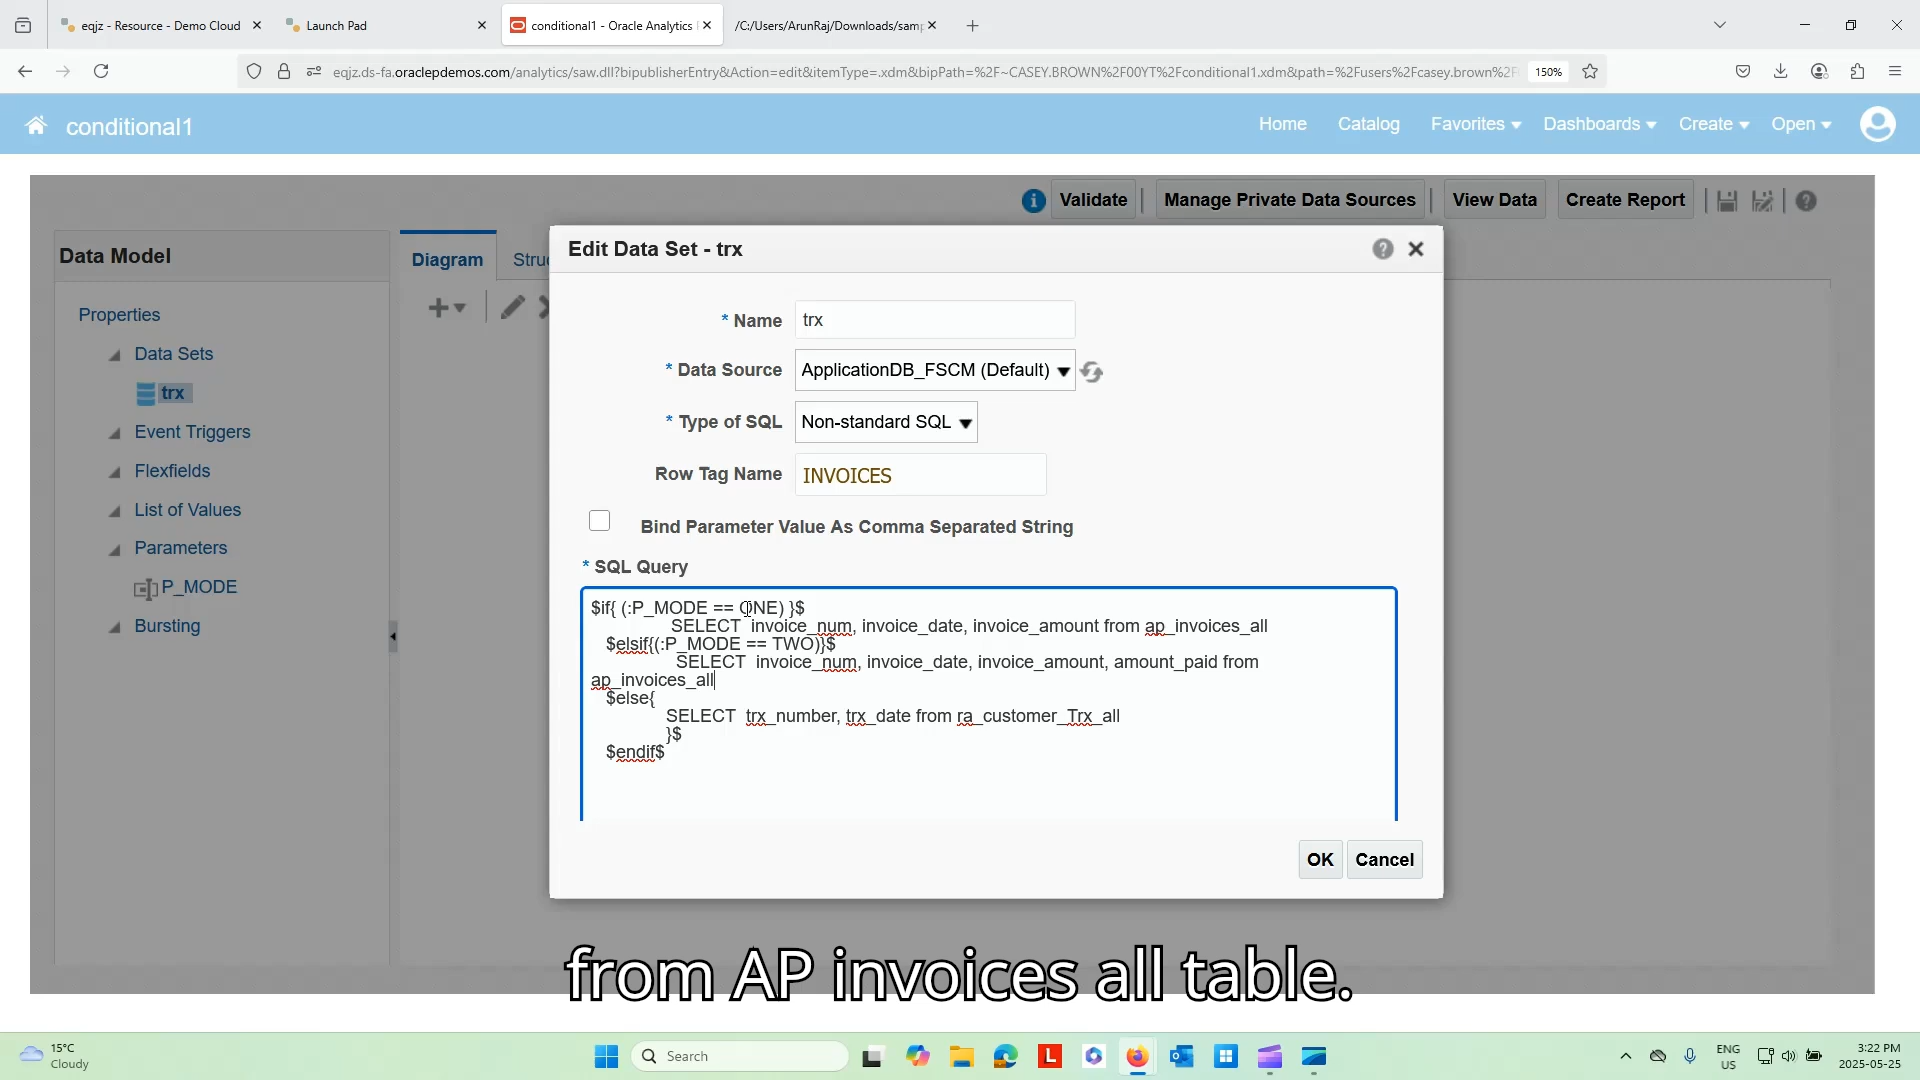 eqjz - Resource - Demo Cloud
Launch Pad
conditional1 - Oracle Analytics
/C:/Users/ArunRaj/Downloads/samp
eqjz.ds-fa.oraclepdemos.com/analytics/saw.dll?bipublisherEntry&Action=edit&itemType=.xdm&bipPath=%2F~CASEY.BROWN%2F00YT%2Fconditional1.xdm&path=%2Fusers%2Fcasey.brown%2F
150%
conditional1
Home
Catalog
Favorites
Dashboards
Create
Open
Validate
Manage Private Data Sources
View Data
Create Report
Data Model
Diagram
Struc
Properties
Data Sets
trx
Event Triggers
Flexfields
List of Values
Parameters
P_MODE
Bursting
Edit Data Set - trx
* Name
trx
* Data Source
ApplicationDB_FSCM (Default)
* Type of SQL
Non-standard SQL
Row Tag Name
INVOICES
Bind Parameter Value As Comma Separated String
* SQL Query
$if{ (:P_MODE == ONE) }$
SELECT invoice_num, invoice_date, invoice_amount from ap_invoices_all
$elsif{(:P_MODE == TWO)}$
SELECT invoice_num, invoice_date, invoice_amount, amount_paid from
ap_invoices_all
$else{
SELECT trx_number, trx_date from ra_customer_Trx_all
}$
$endif$
OK
Cancel
from AP invoices all table.
15°C
Cloudy
Search
ENG
US
3:22 PM
2025-05-25